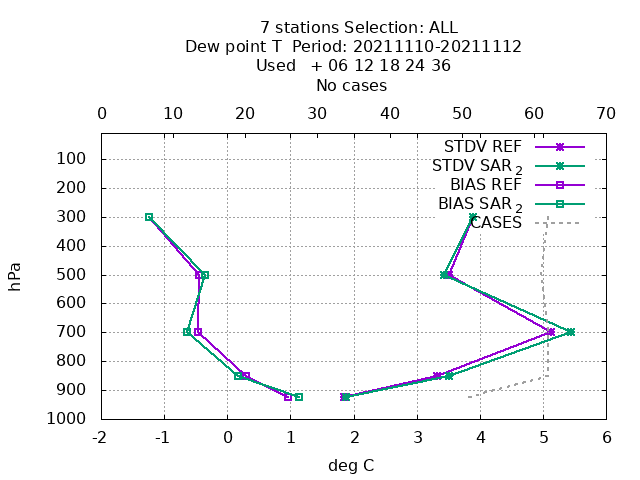 7 stations Selection: ALL
Dew point T  Period: 20211110-20211112
Used   + 06 12 18 24 36
No cases
0 10 20 30 40 50 60 70
STDV REF
STDV SAR 2
BIAS REF
BIAS SAR 2
CASES
100
200
300
400
500
600
700
800
900
1000
hPa
-2 -1 0 1 2 3 4 5 6
deg C